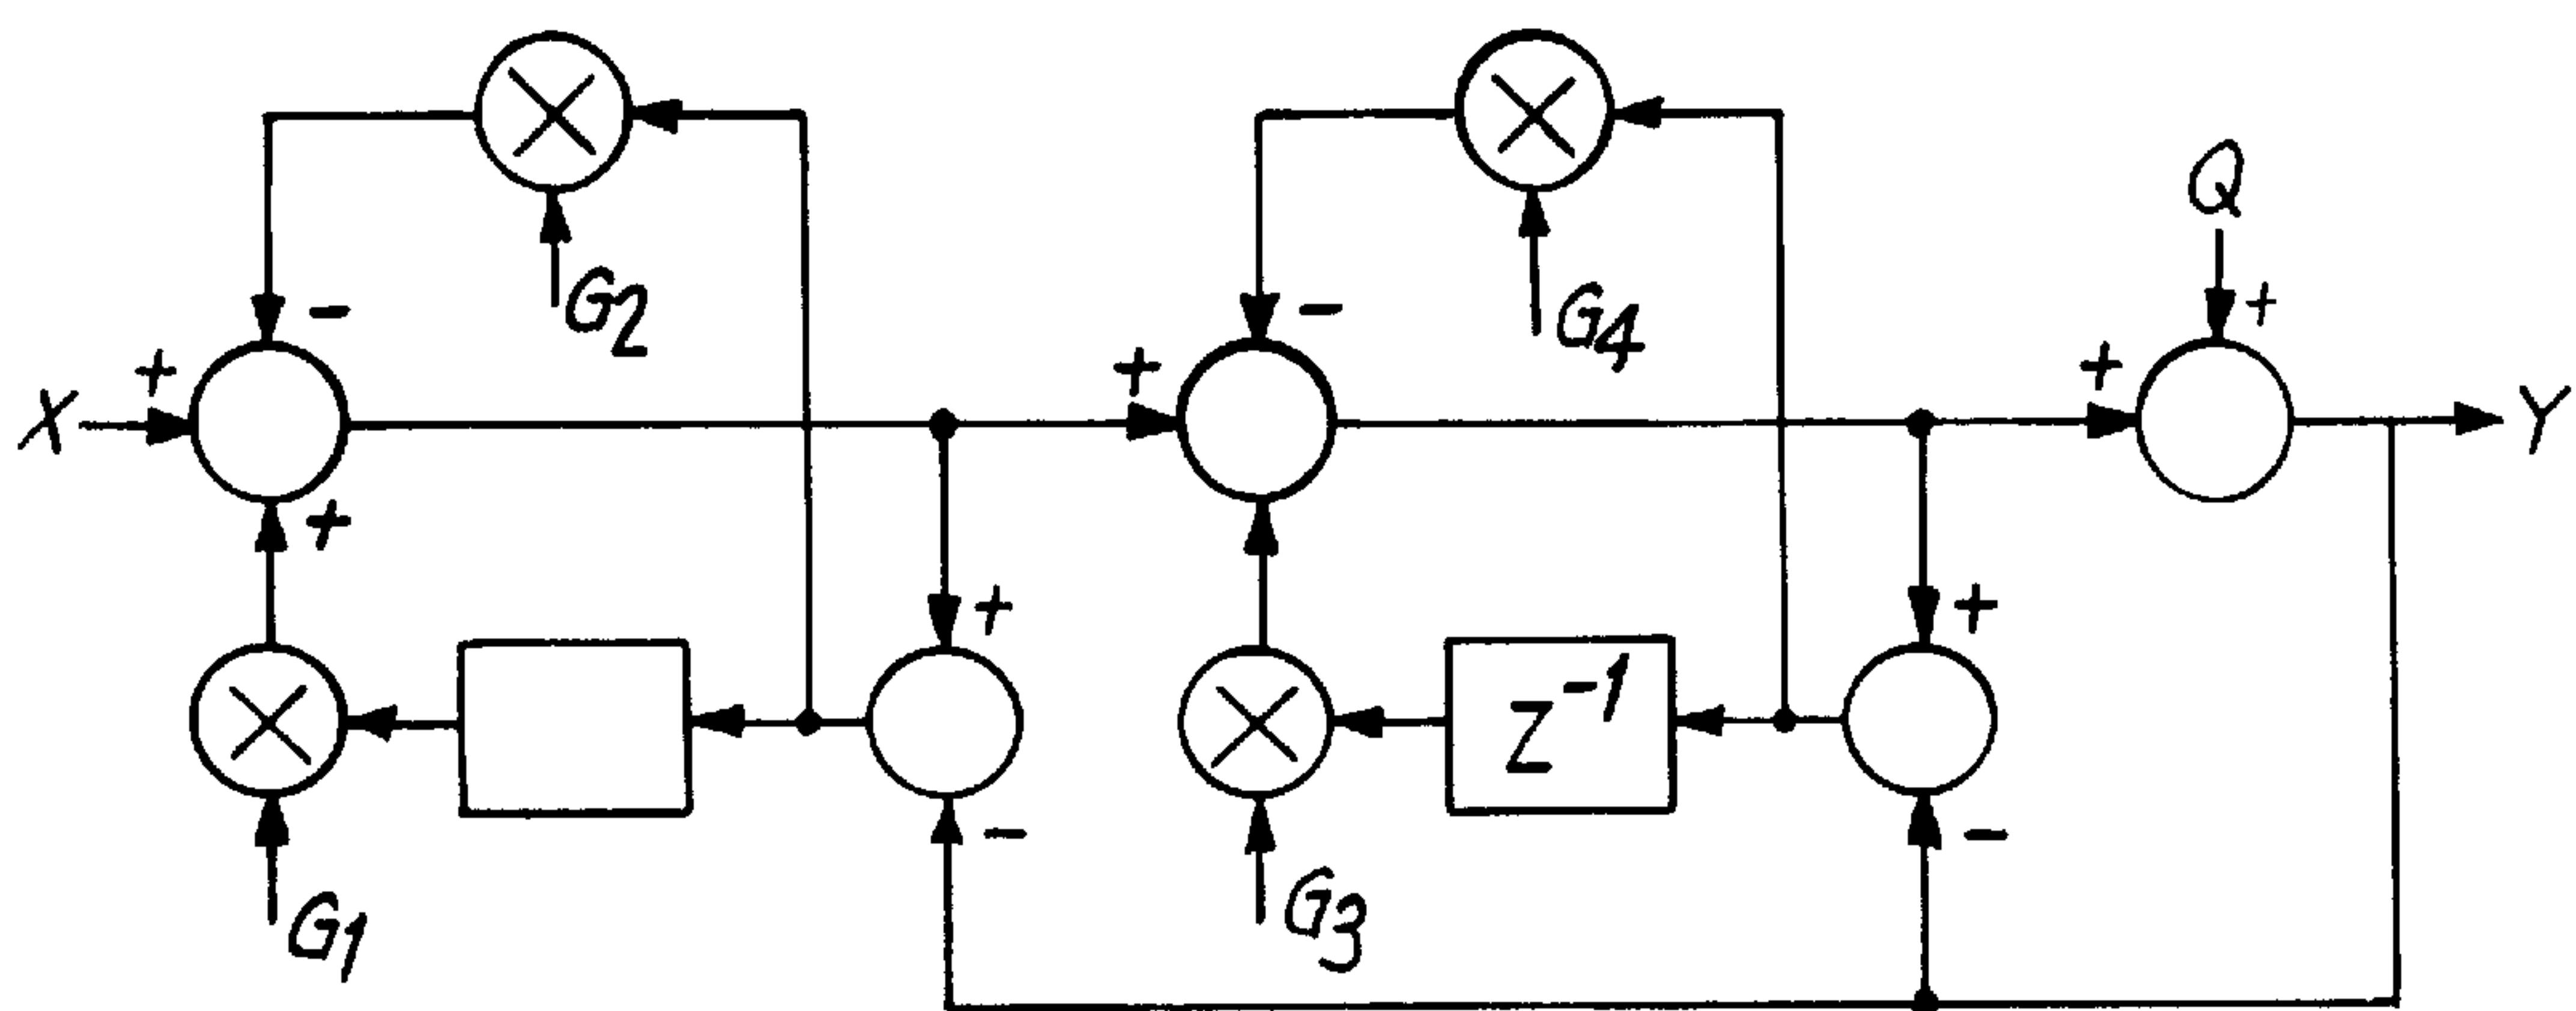 Q
+
-
G2
-
G4
+
+
+
X
Y
+
+
+
Z⁻¹
-
-
G1
G3